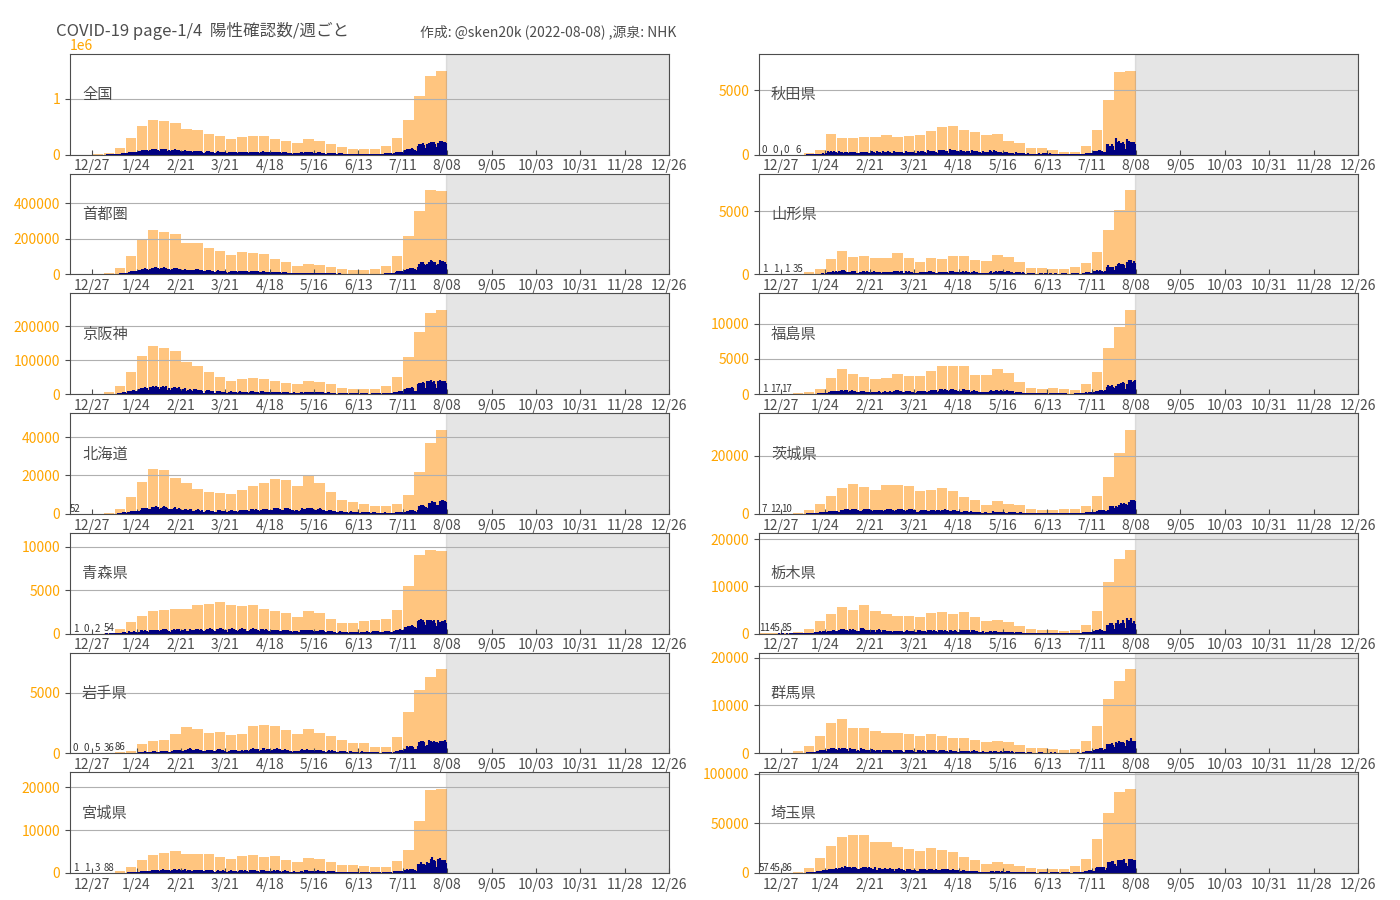 COVID-19 page-1/4 陽性確認数/週ごと
作成: @sken20k (2022-08-08) ,源泉: NHK
1e6
全国
1
0
12/27 1/24 2/21 3/21 4/18 5/16 6/13 7/11 8/08 9/05 10/03 10/31 11/28 12/26
秋田県
5000
0
0 0,0 6
12/27 1/24 2/21 3/21 4/18 5/16 6/13 7/11 8/08 9/05 10/03 10/31 11/28 12/26
首都圏
400000
200000
0
12/27 1/24 2/21 3/21 4/18 5/16 6/13 7/11 8/08 9/05 10/03 10/31 11/28 12/26
山形県
5000
0
1 1,1 35
12/27 1/24 2/21 3/21 4/18 5/16 6/13 7/11 8/08 9/05 10/03 10/31 11/28 12/26
京阪神
200000
100000
0
12/27 1/24 2/21 3/21 4/18 5/16 6/13 7/11 8/08 9/05 10/03 10/31 11/28 12/26
福島県
10000
5000
0
1 17,17
12/27 1/24 2/21 3/21 4/18 5/16 6/13 7/11 8/08 9/05 10/03 10/31 11/28 12/26
北海道
40000
20000
0
52
12/27 1/24 2/21 3/21 4/18 5/16 6/13 7/11 8/08 9/05 10/03 10/31 11/28 12/26
茨城県
20000
0
7 12,10
12/27 1/24 2/21 3/21 4/18 5/16 6/13 7/11 8/08 9/05 10/03 10/31 11/28 12/26
青森県
10000
5000
0
1 0,2 54
12/27 1/24 2/21 3/21 4/18 5/16 6/13 7/11 8/08 9/05 10/03 10/31 11/28 12/26
栃木県
20000
10000
0
1145,85
12/27 1/24 2/21 3/21 4/18 5/16 6/13 7/11 8/08 9/05 10/03 10/31 11/28 12/26
岩手県
5000
0
0 0,5 36 86
12/27 1/24 2/21 3/21 4/18 5/16 6/13 7/11 8/08 9/05 10/03 10/31 11/28 12/26
群馬県
20000
10000
0
12/27 1/24 2/21 3/21 4/18 5/16 6/13 7/11 8/08 9/05 10/03 10/31 11/28 12/26
宮城県
20000
10000
0
1 1,3 88
12/27 1/24 2/21 3/21 4/18 5/16 6/13 7/11 8/08 9/05 10/03 10/31 11/28 12/26
埼玉県
100000
50000
0
57 45,86
12/27 1/24 2/21 3/21 4/18 5/16 6/13 7/11 8/08 9/05 10/03 10/31 11/28 12/26